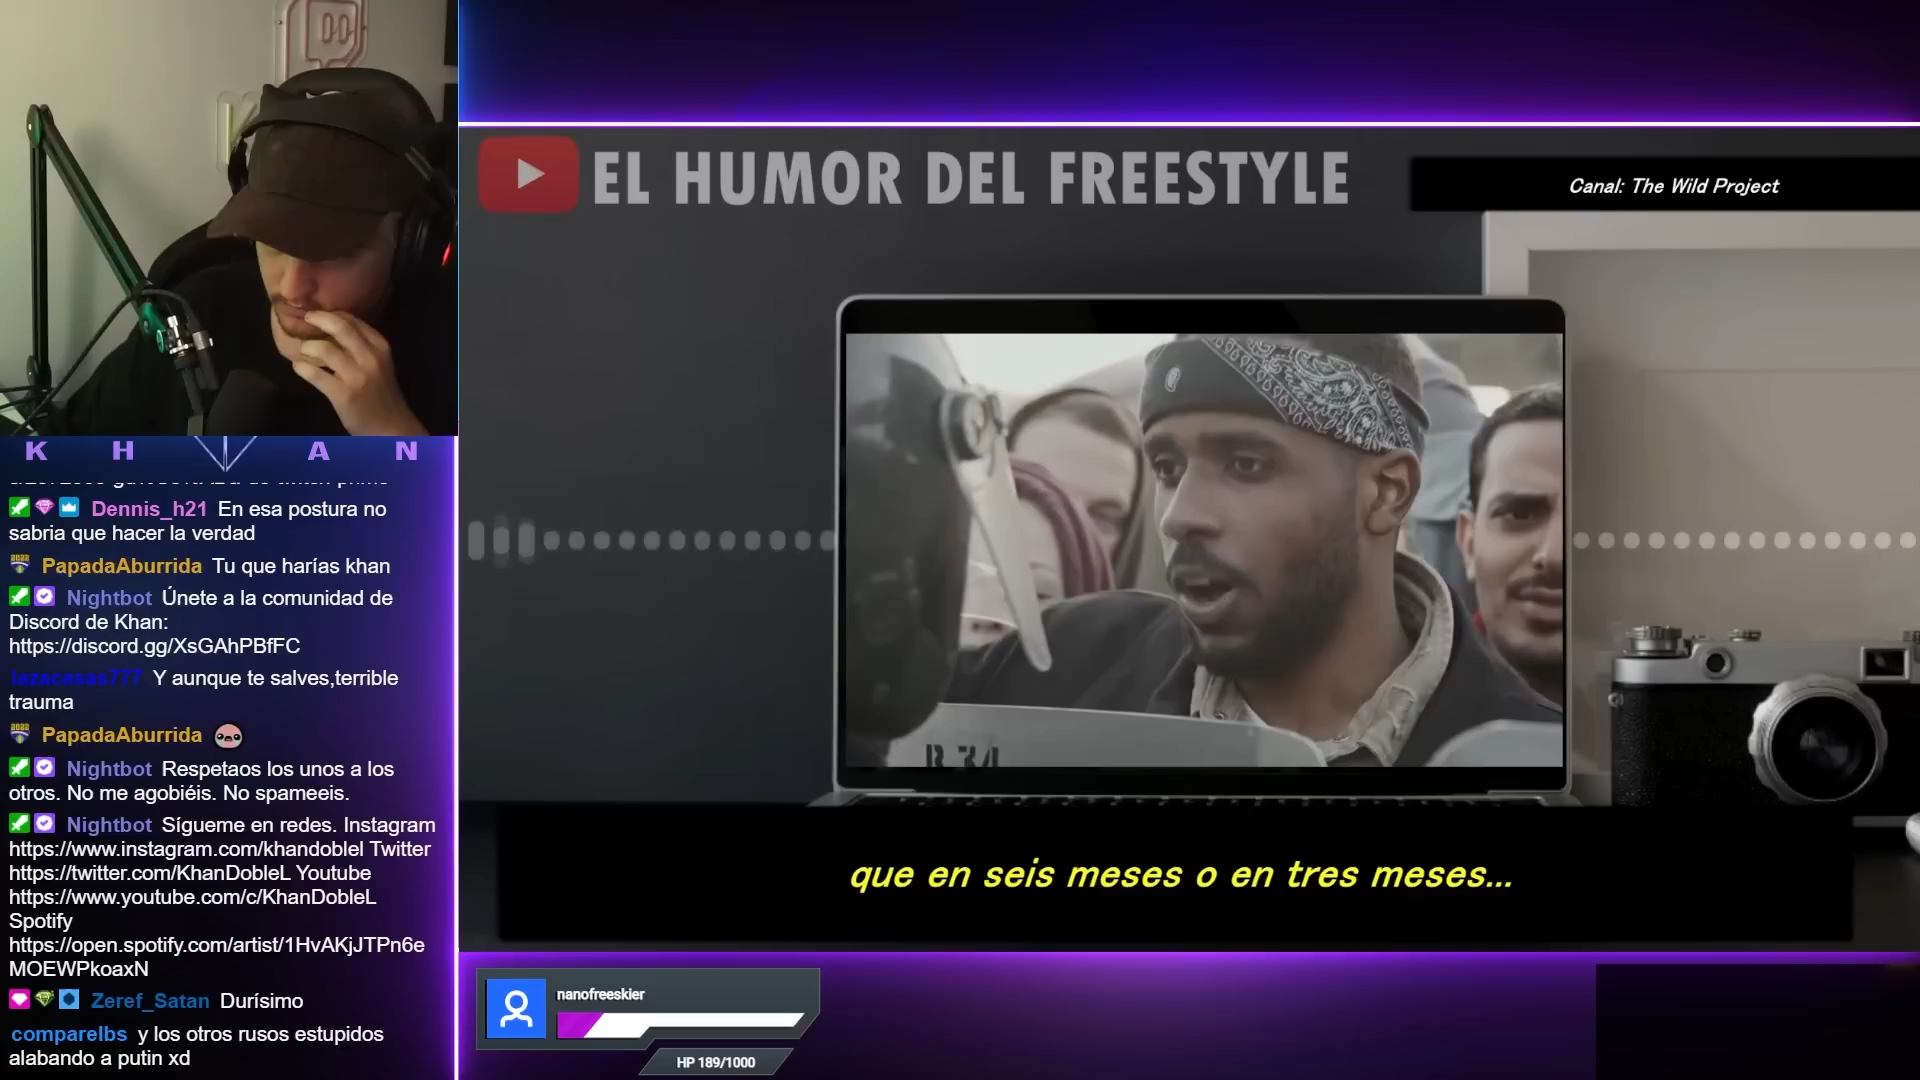 EL HUMOR DEL FREESTYLE
Canal: The Wild Project
K H A N
Dennis_h21 En esa postura no
sabria que hacer la verdad
PapadaAburrida Tu que harías khan
Nightbot Únete a la comunidad de
Discord de Khan:
https://discord.gg/XsGAhPBfFC
lazacasas777 Y aunque te salves,terrible
trauma
PapadaAburrida
Nightbot Respetaos los unos a los
otros. No me agobiéis. No spameeis.
Nightbot Sígueme en redes. Instagram
https://www.instagram.com/khandoblel Twitter
https://twitter.com/KhanDobleL Youtube
https://www.youtube.com/c/KhanDobleL
Spotify
https://open.spotify.com/artist/1HvAKjJTPn6e
MOEWPkoaxN
Zeref_Satan Durísimo
comparelbs y los otros rusos estupidos
alabando a putin xd
B 34
que en seis meses o en tres meses...
nanofreeskier
HP 189/1000